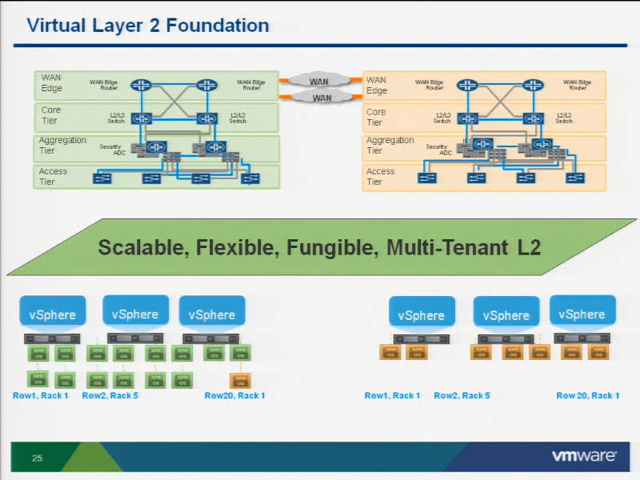 Virtual Layer 2 Foundation
WAN
Edge
WAN Edge
Router
WAN Edge
Router
Core
Tier
L2/L3
Switch
L2/L3
Switch
Aggregation
Tier
Security
ADC
Access
Tier
WAN
WAN
WAN
Edge
WAN Edge
Router
WAN Edge
Router
Core
Tier
L2/L3
Switch
L2/L3
Switch
Aggregation
Tier
Security
ADC
Access
Tier
Scalable, Flexible, Fungible, Multi-Tenant L2
vSphere
vSphere
vSphere
vSphere
vSphere
vSphere
Row1, Rack 1
Row2, Rack 5
Row20, Rack 1
Row1, Rack 1
Row2, Rack 5
Row 20, Rack 1
25
vmware